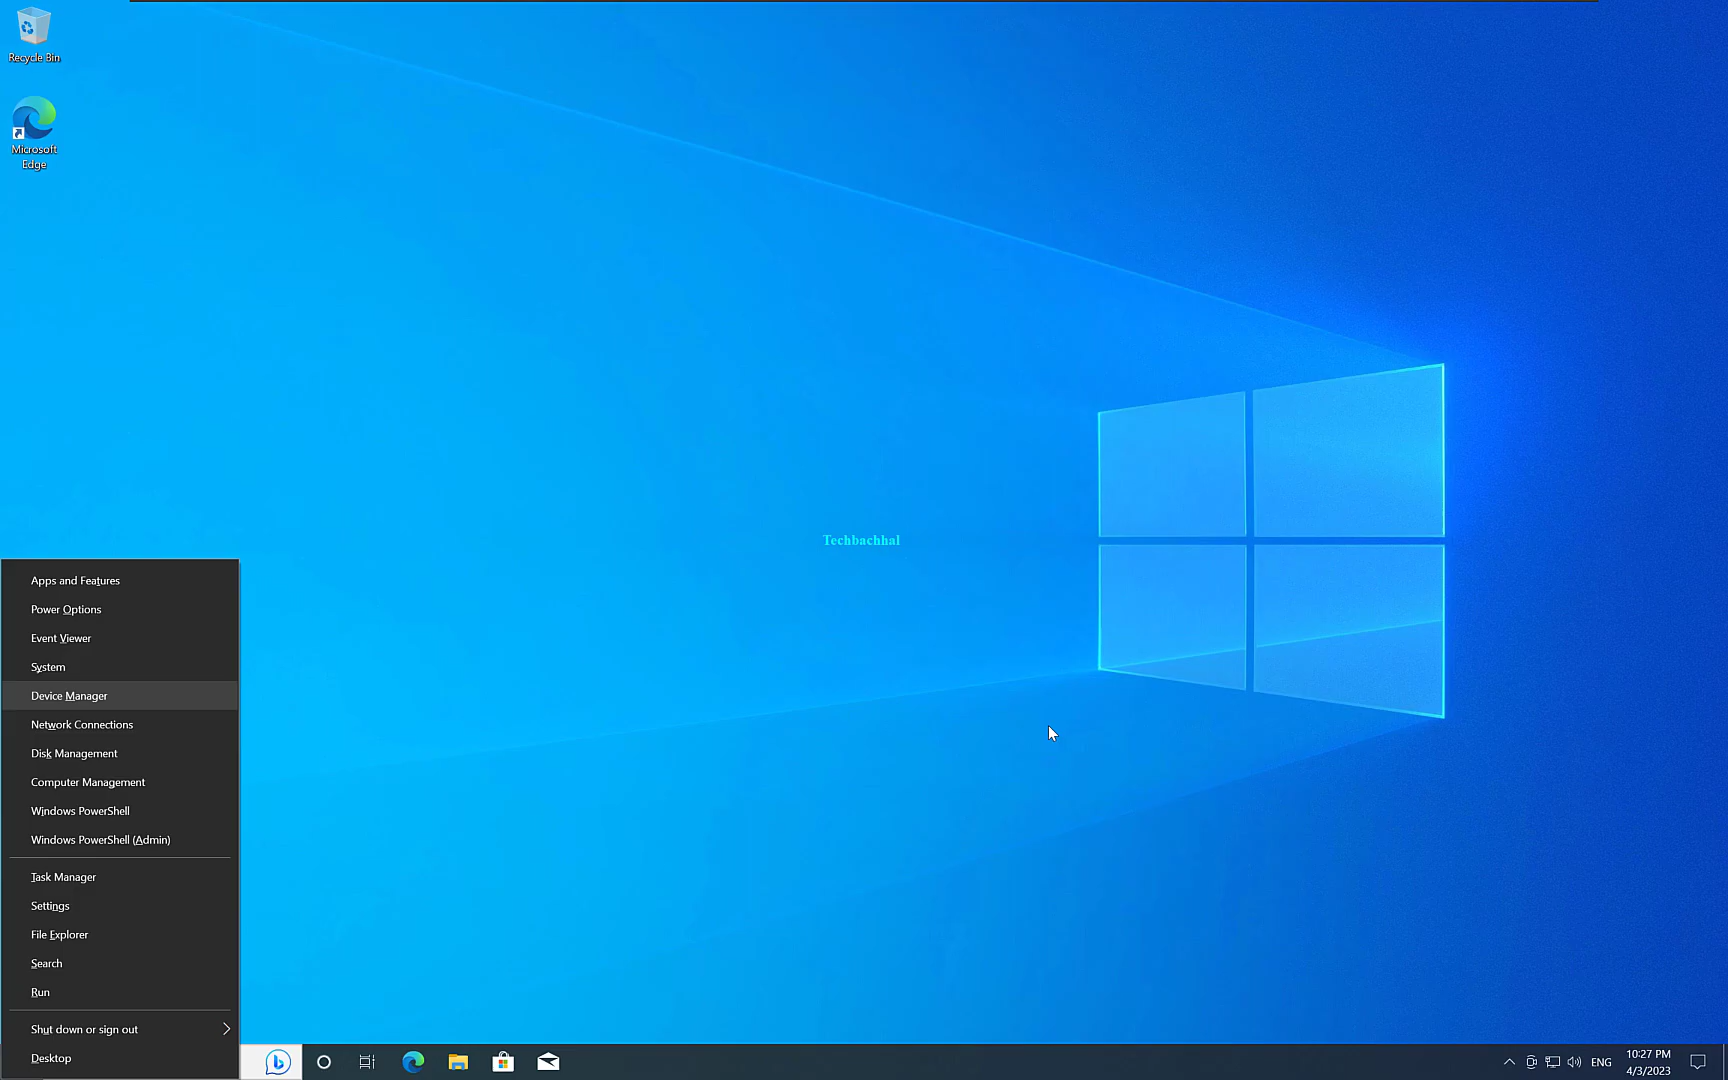 Recycle Bin
Microsoft
Edge
Techbachhal
Apps and Features
Power Options
Event Viewer
System
Device Manager
Network Connections
Disk Management
Computer Management
Windows PowerShell
Windows PowerShell (Admin)
Task Manager
Settings
File Explorer
Search
Run
Shut down or sign out
Desktop
ENG
10:27 PM
4/3/2023